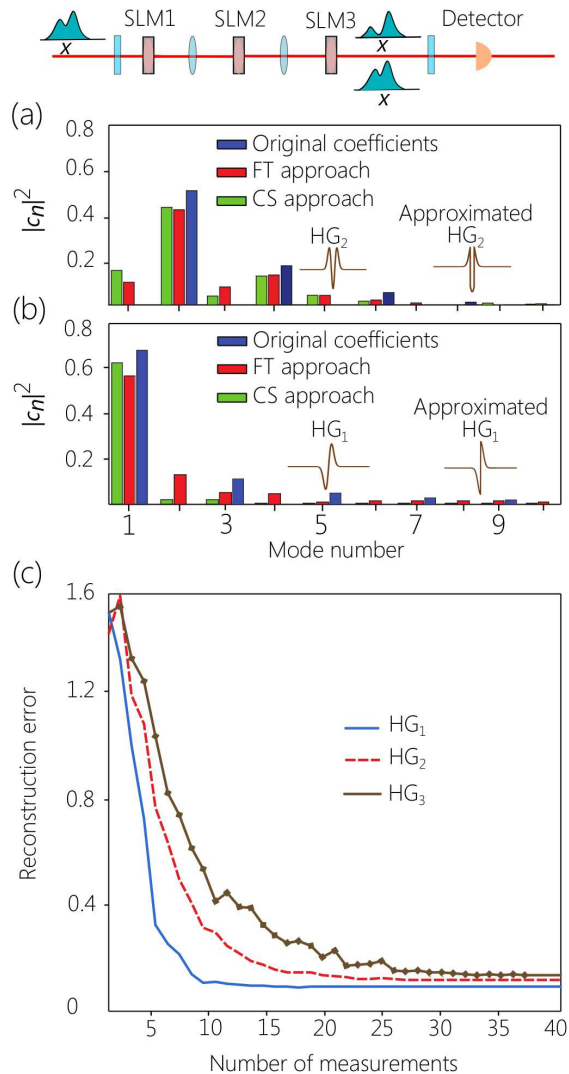 SLM1 SLM2 SLM3 Detector
x x
x
(a)
0.8
Original coefficients
FT approach
CS approach
|cn|²
0.4
0.2
HG2
Approximated
HG2
(b)
0.8
Original coefficients
FT approach
CS approach
|cn|²
0.6
0.4
0.2
HG1
Approximated
HG1
1 3 5 7 9
Mode number
(c)
1.6
1.2
0.8
0.4
0
Reconstruction error
HG1
HG2
HG3
5 10 15 20 25 30 35 40
Number of measurements